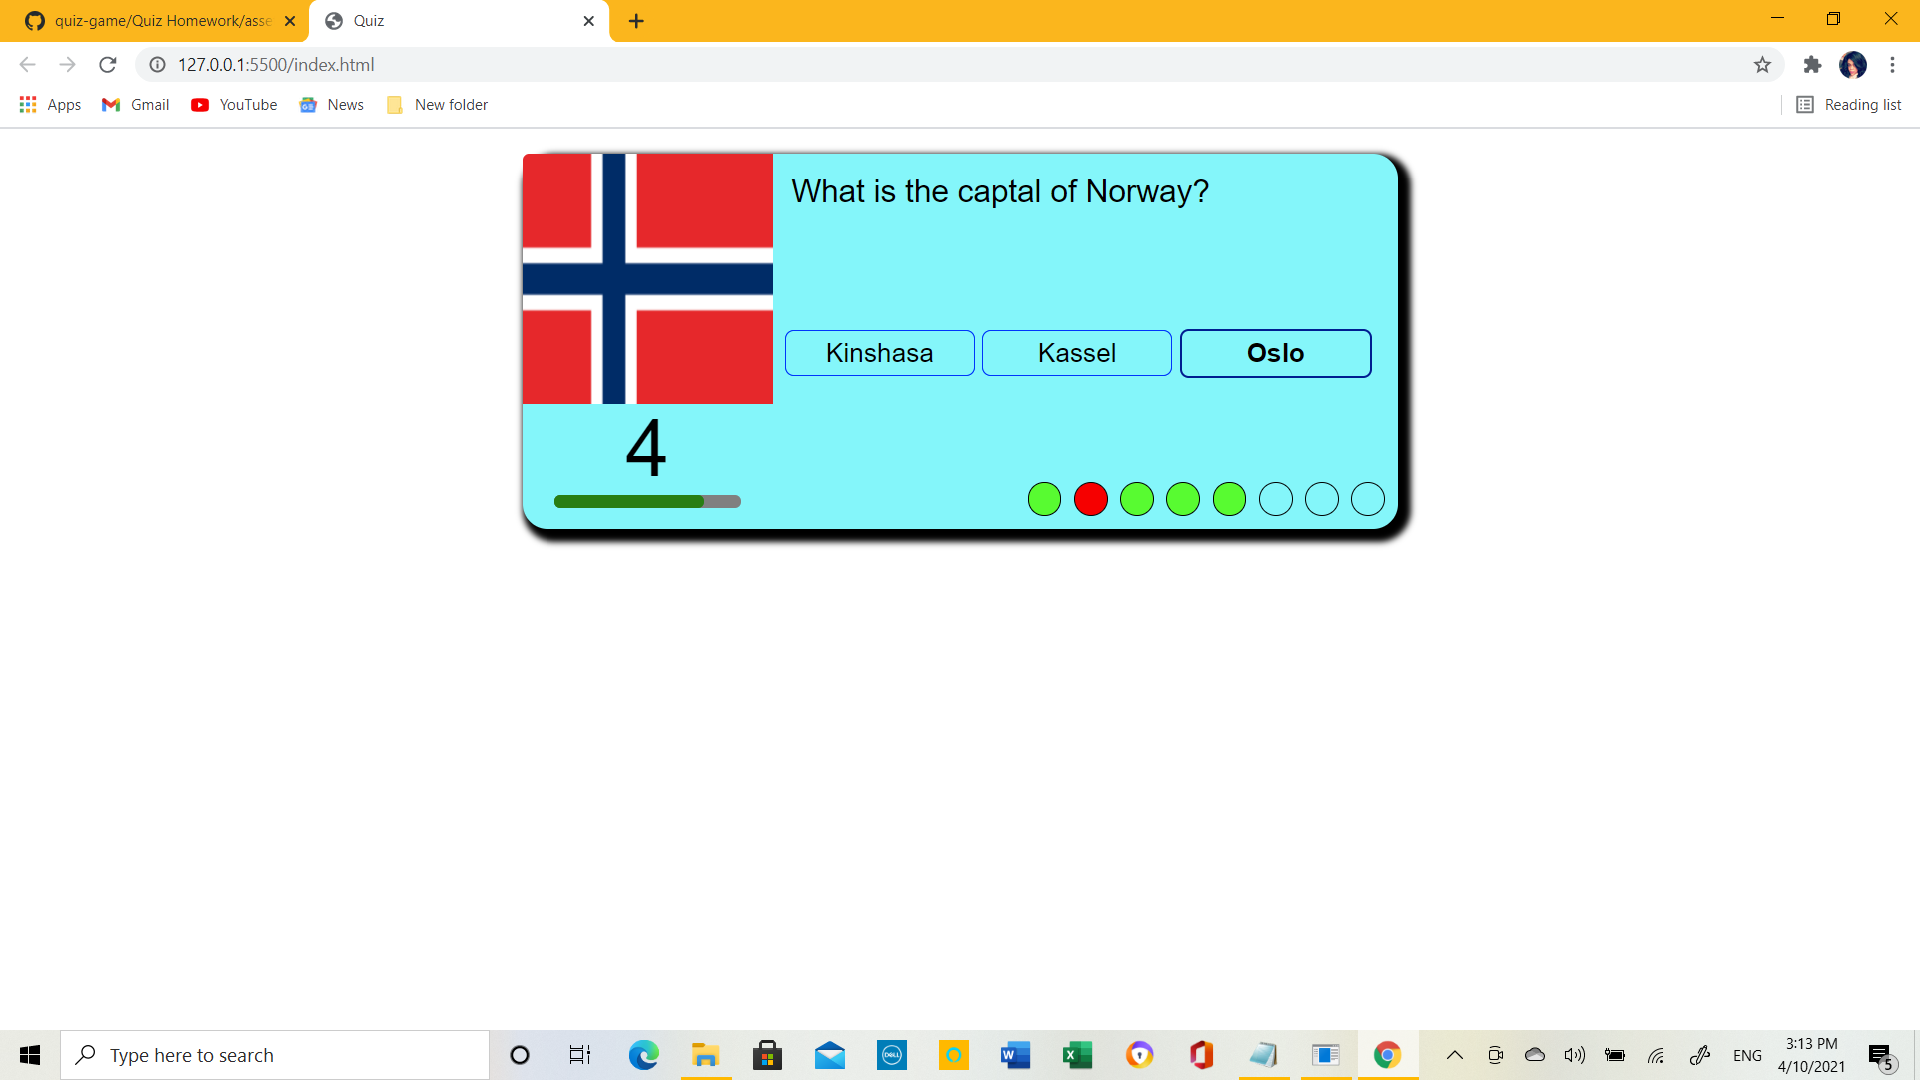 quiz-game/Quiz Homework/asse
Quiz
127.0.0.1:5500/index.html
Apps
Gmail
YouTube
News
New folder
Reading list
What is the captal of Norway?
Kinshasa
Kassel
Oslo
4
Type here to search
DELL
ENG
3:13 PM
4/10/2021
5